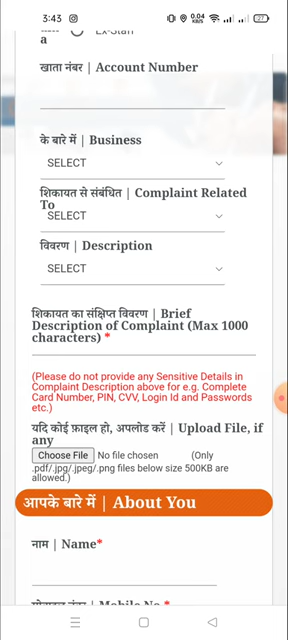 3:43
0.04
KB/S
27
a
Ex-Staff
खाता नंबर | Account Number
के बारे में | Business
SELECT
शिकायत से संबंधित | Complaint Related
To
SELECT
विवरण | Description
SELECT
शिकायत का संक्षिप्त विवरण | Brief
Description of Complaint (Max 1000
characters) *
(Please do not provide any Sensitive Details in
Complaint Description above for e.g. Complete
Card Number, PIN, CVV, Login Id and Passwords
etc.)
यदि कोई फ़ाइल हो, अपलोड करें | Upload File, if
any
Choose File No file chosen (Only
.pdf/.jpg/.jpeg/.png files below size 500KB are
allowed.)
आपके बारे में | About You
नाम | Name*
मोबाइल नंबर | Mobile No *